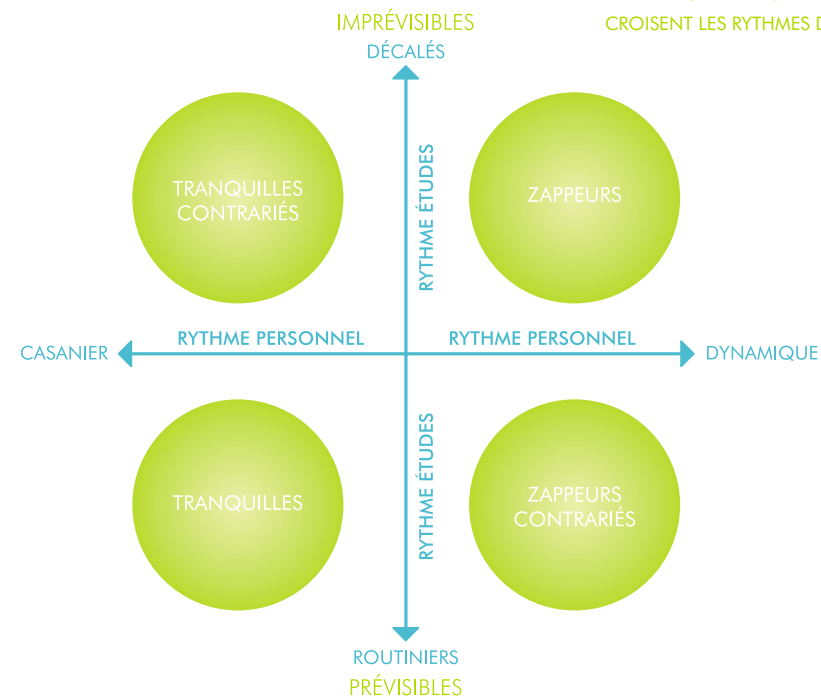 IMPRÉVISIBLES
CROISENT LES RYTHMES
DÉCALÉS
TRANQUILLES
CONTRARIÉS
RYTHME ÉTUDES
ZAPPEURS
CASANIER
RYTHME PERSONNEL
RYTHME PERSONNEL
DYNAMIQUE
TRANQUILLES
RYTHME ÉTUDES
ZAPPEURS
CONTRARIÉS
ROUTINIERS
PRÉVISIBLES